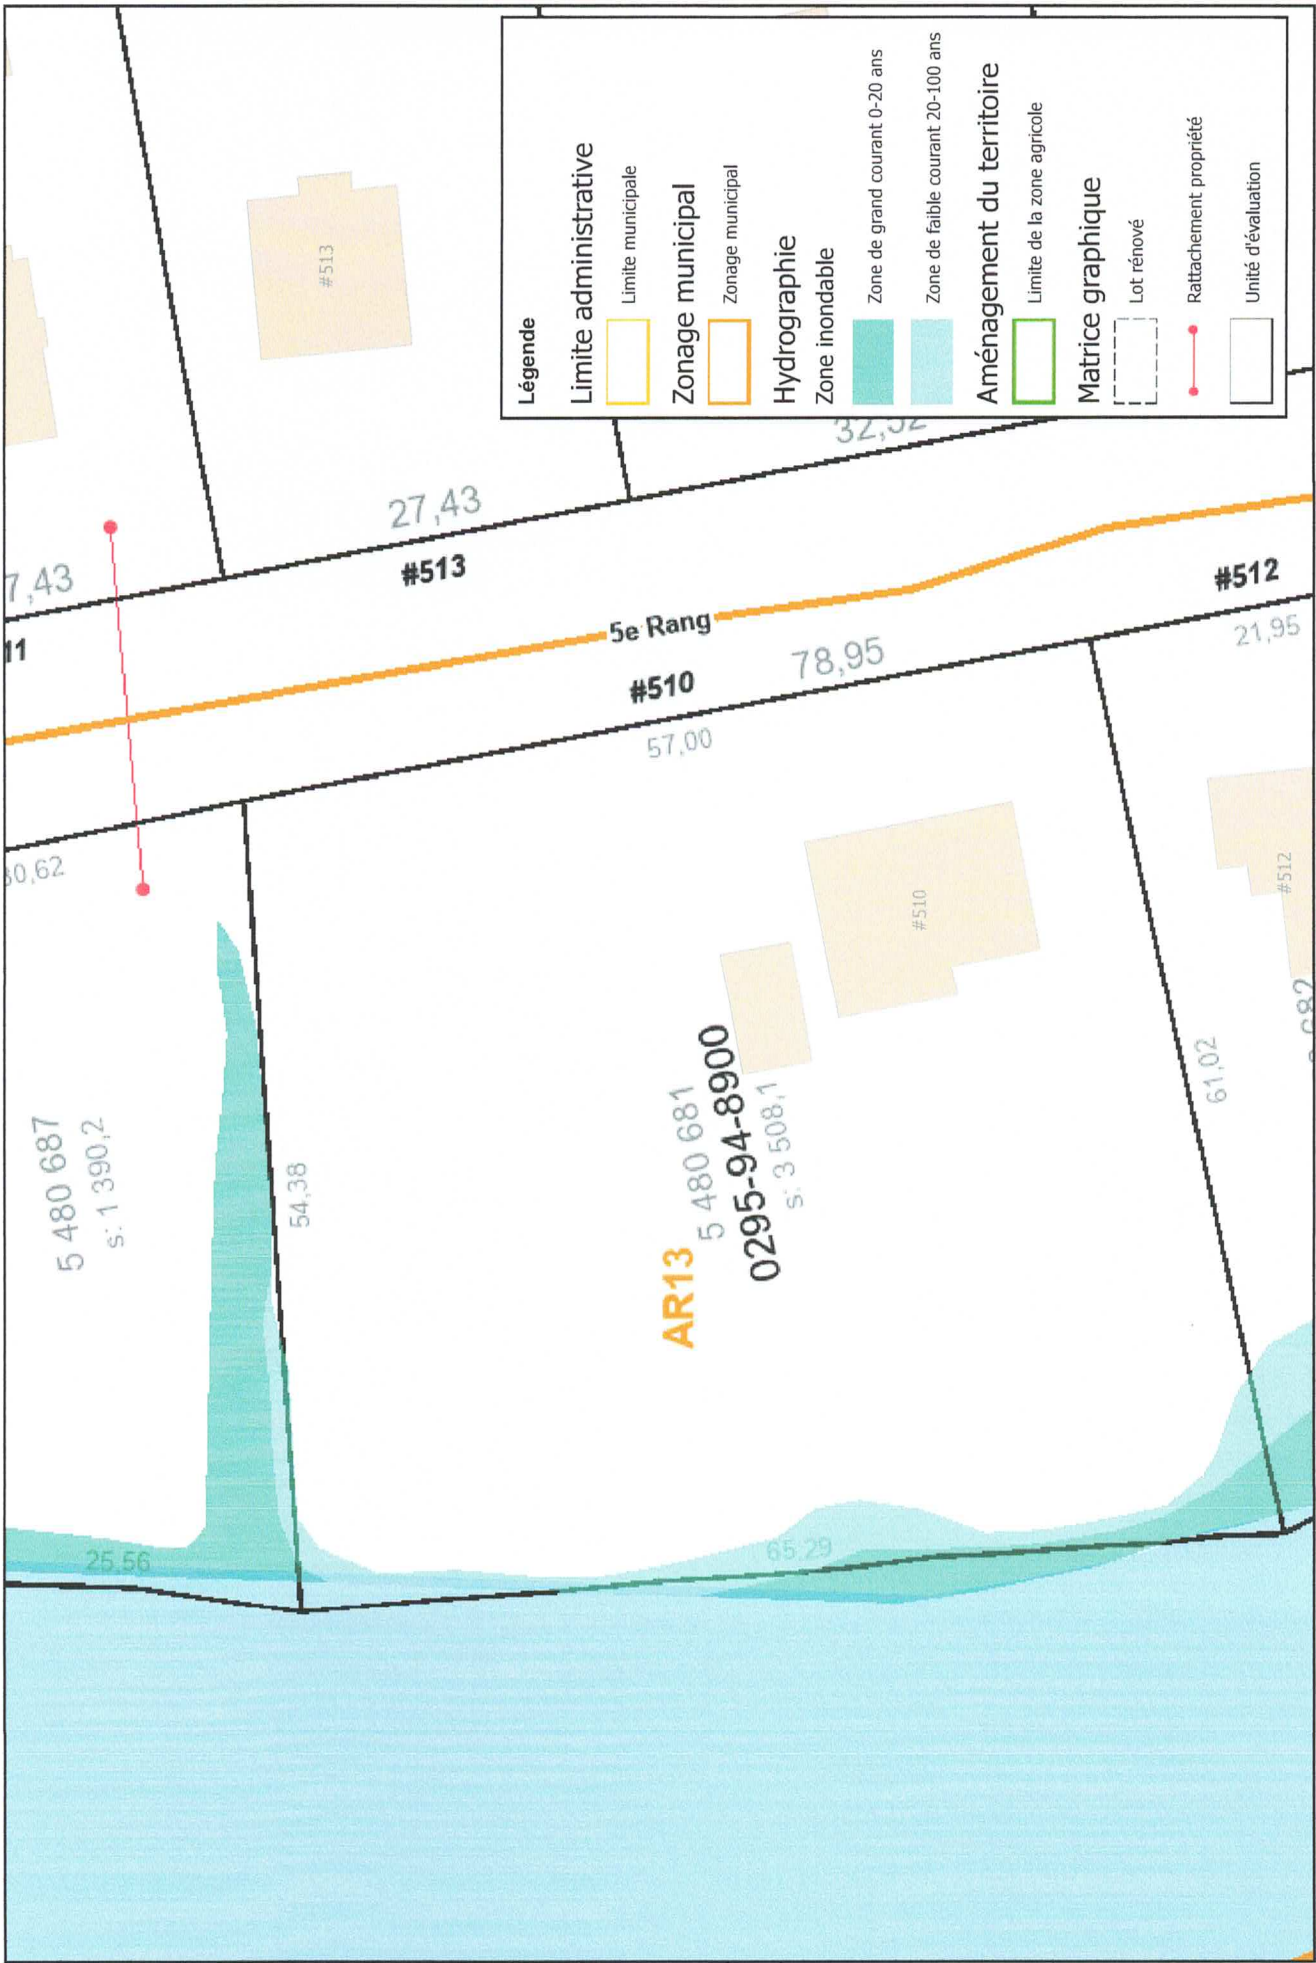 Légende
Limite administrative
Limite municipale
Zonage municipal
Zonage municipal
Hydrographie
Zone inondable
Zone de grand courant 0-20 ans
Zone de faible courant 20-100 ans
Aménagement du territoire
Limite de la zone agricole
Matrice graphique
Lot rénové
Rattachement propriété
Unité d'évaluation
#513
7,43
27,43
32,52
11
#513
5e Rang
#510
78,95
#512
57,00
21,95
30,62
#510
#512
5 480 687
s: 1 390,2
54,38
AR13
5 480 681
0295-94-8900
s: 3 508,1
61,02
682
25,56
65,29